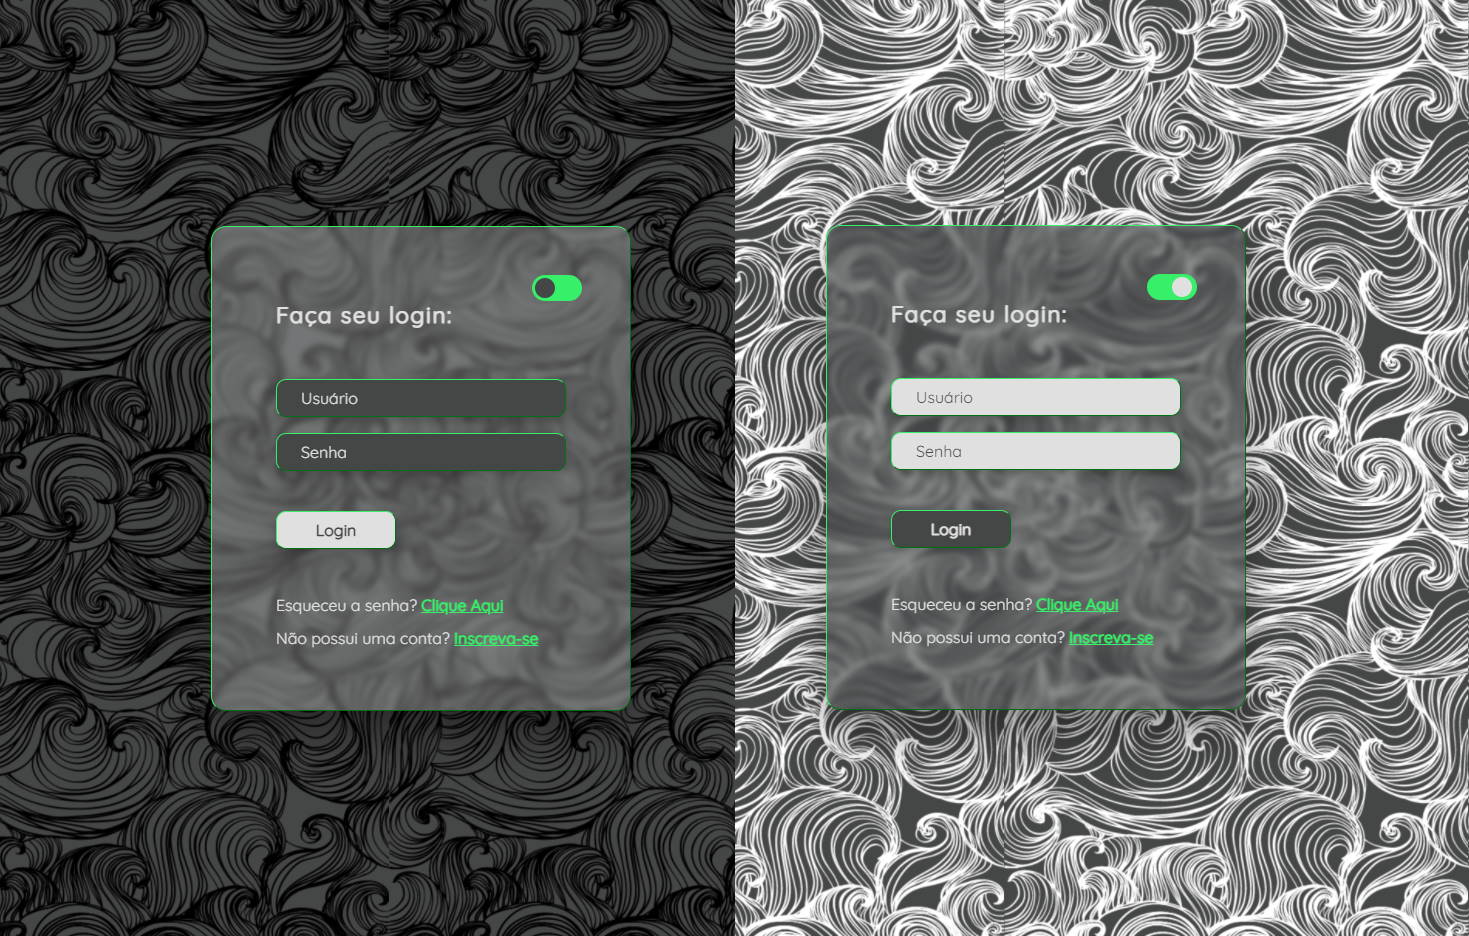 Faça seu login:
Usuário
Senha
Login
Esqueceu a senha? Clique Aqui
Não possui uma conta? Inscreva-se
Faça seu login:
Usuário
Senha
Login
Esqueceu a senha? Clique Aqui
Não possui uma conta? Inscreva-se